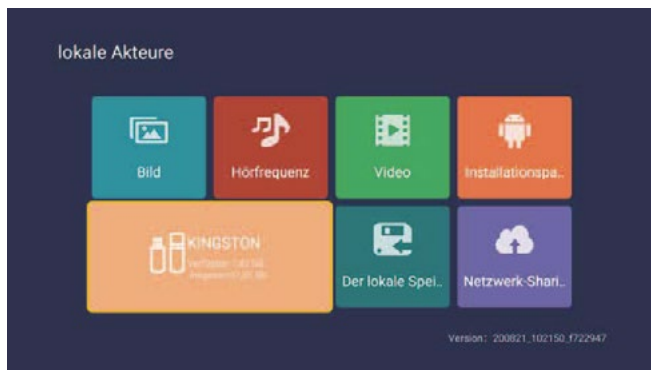 lokale Akteure
Bild
Hörfrequenz
Video
Installationspa..
KINGSTON
Der lokale Spei..
Netzwerk-Shari..
Version: 200821_102150_f722947